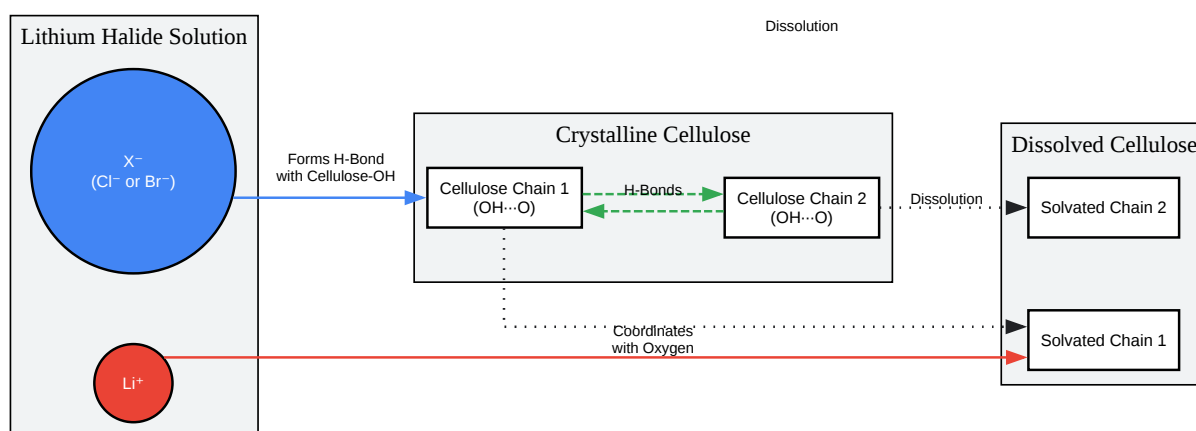 Lithium Halide Solution
X⁻
(Cl⁻ or Br⁻)
Li⁺
Forms H-Bond
with Cellulose-OH
Dissolution
Crystalline Cellulose
Cellulose Chain 1
(OH···O)
H-Bonds
Cellulose Chain 2
(OH···O)
Dissolution
Coordinates
with Oxygen
Dissolved Cellulose
Solvated Chain 2
Solvated Chain 1